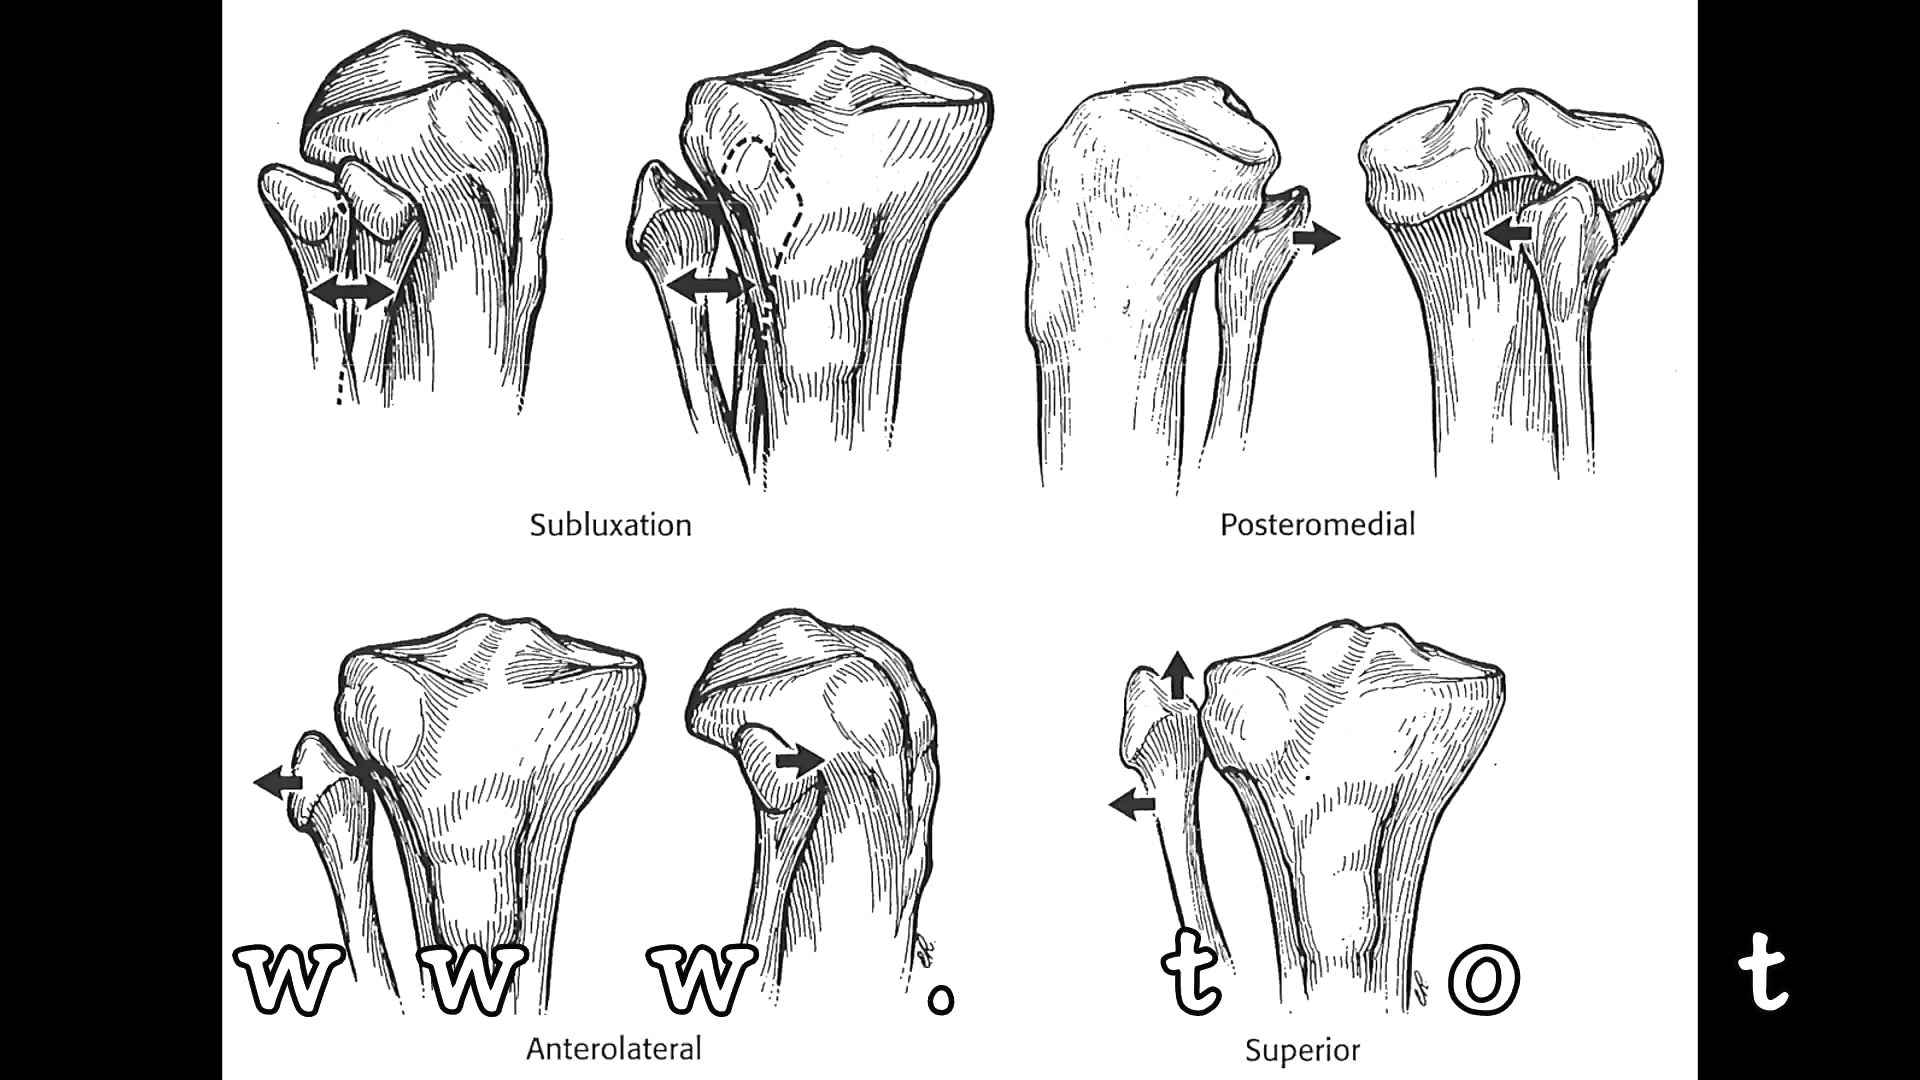 Subluxation
Posteromedial
w w w . t o t
Anterolateral
Superior